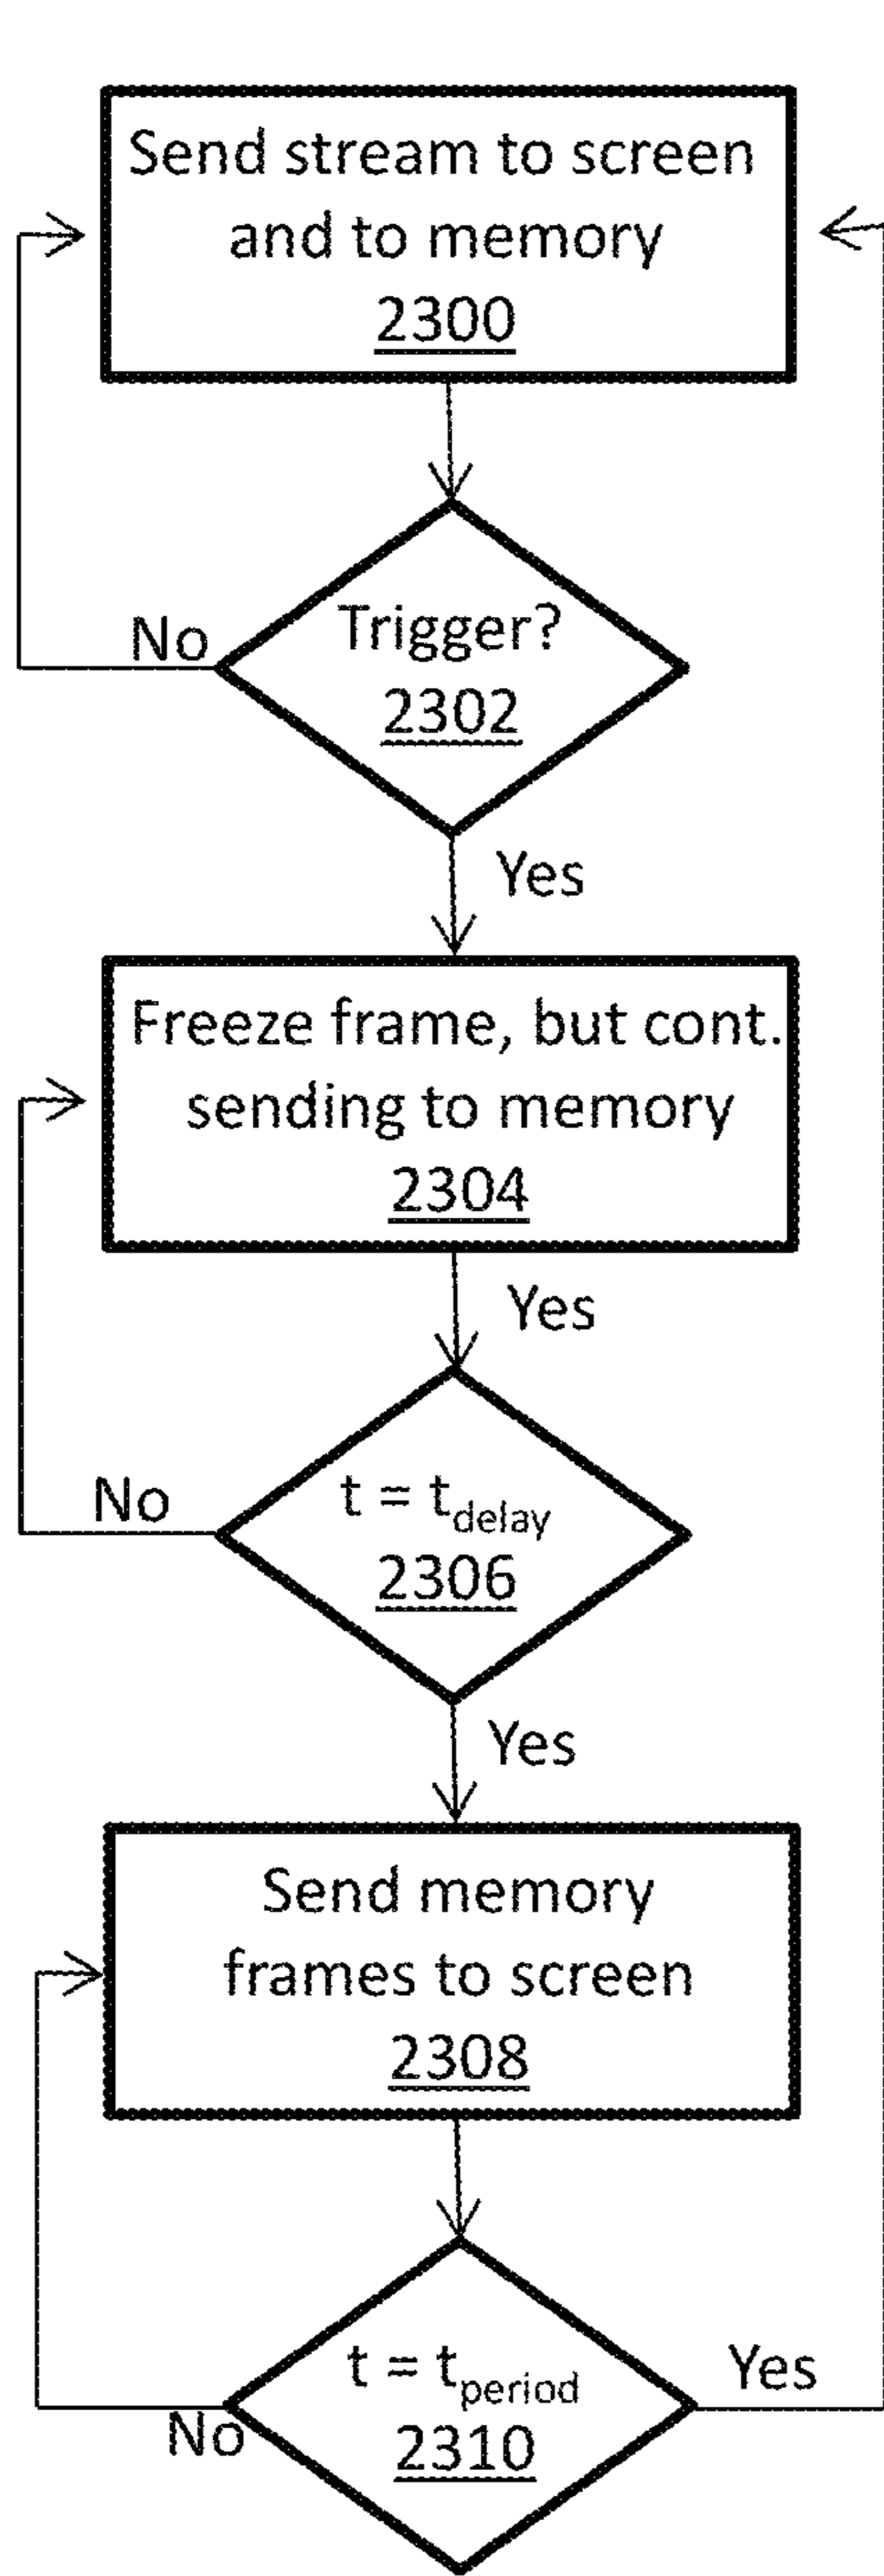 Send stream to screen
and to memory
2300
Trigger?
No
2302
Yes
Freeze frame, but cont.
sending to memory
2304
Yes
t = tdelay
No
2306
Yes
Send memory
frames to screen
2308
t = tperiod
Yes
No
2310